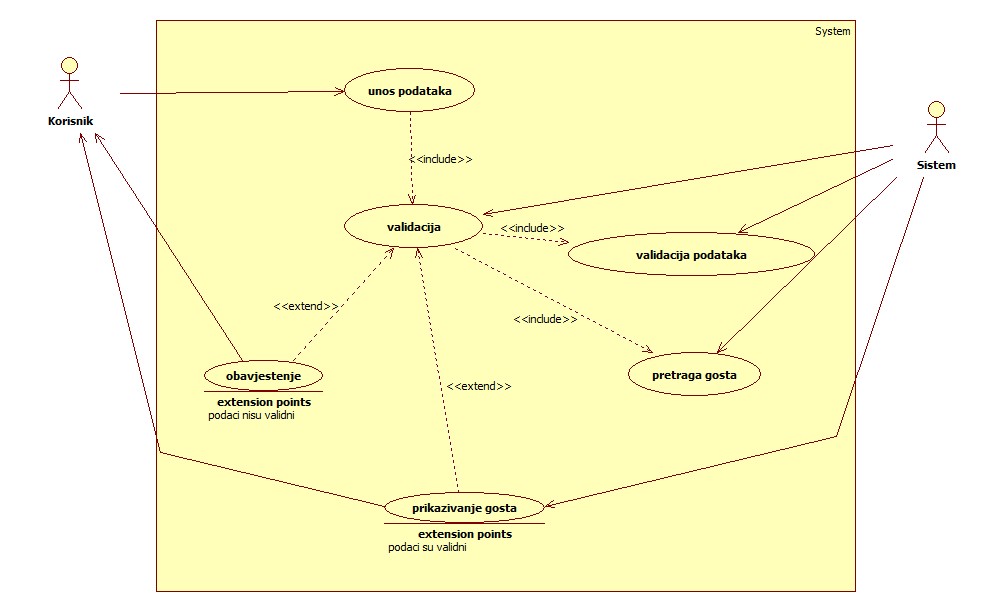 System
Korisnik
unos podataka
Sistem
<<include>>
validacija
<<include>>
validacija podataka
<<extend>>
<<include>>
obavjestenje
extension points
podaci nisu validni
pretraga gosta
<<extend>>
prikazivanje gosta
extension points
podaci su validni